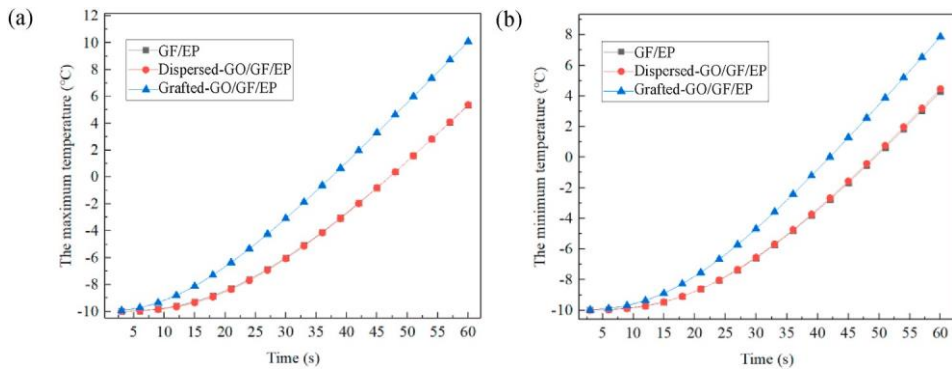 (a)
The maximum temperature (℃)
12
10
8
6
4
2
0
-2
-4
-6
-8
-10
GF/EP
Dispersed-GO/GF/EP
Grafted-GO/GF/EP
5 10 15 20 25 30 35 40 45 50 55 60
Time (s)
(b)
The minimum temperature (℃)
8
6
4
2
0
-2
-4
-6
-8
-10
GF/EP
Dispersed-GO/GF/EP
Grafted-GO/GF/EP
5 10 15 20 25 30 35 40 45 50 55 60
Time (s)